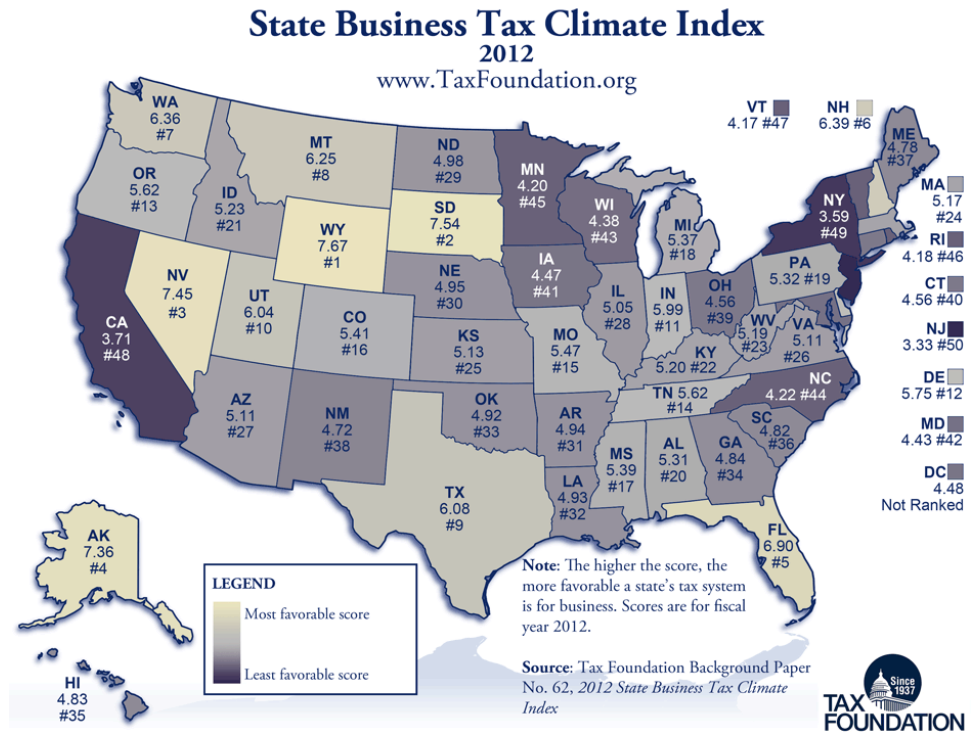 State Business Tax Climate Index
2012
www.TaxFoundation.org
WA
6.36
#7
OR
5.62
#13
CA
3.71
#48
NV
7.45
#3
ID
5.23
#21
MT
6.25
#8
WY
7.67
#1
UT
6.04
#10
CO
5.41
#16
AZ
5.11
#27
NM
4.72
#38
ND
4.98
#29
SD
7.54
#2
NE
4.95
#30
KS
5.13
#25
OK
4.92
#33
TX
6.08
#9
MN
4.20
#45
IA
4.47
#41
MO
5.47
#15
AR
4.94
#31
LA
4.93
#32
WI
4.38
#43
IL
5.05
#28
MI
5.37
#18
IN
5.99
#11
OH
4.56
#39
KY
5.20 #22
TN 5.62
#14
MS
5.39
#17
AL
5.31
#20
GA
4.84
#34
FL
6.90
#5
SC
4.82
#36
NC
4.22 #44
WV
5.19
#23
VA
5.11
#26
PA
5.32 #19
NY
3.59
#49
ME
4.78
#37
VT
4.17 #47
NH
6.39 #6
MA
5.17
#24
RI
4.18 #46
CT
4.56 #40
NJ
3.33 #50
DE
5.75 #12
MD
4.43 #42
DC
4.48
Not Ranked
AK
7.36
#4
HI
4.83
#35
LEGEND
Most favorable score
Least favorable score
Note: The higher the score, the
more favorable a state's tax system
is for business. Scores are for fiscal
year 2012.
Source: Tax Foundation Background Paper
No. 62, 2012 State Business Tax Climate
Index
Since
1937
TAX
FOUNDATION